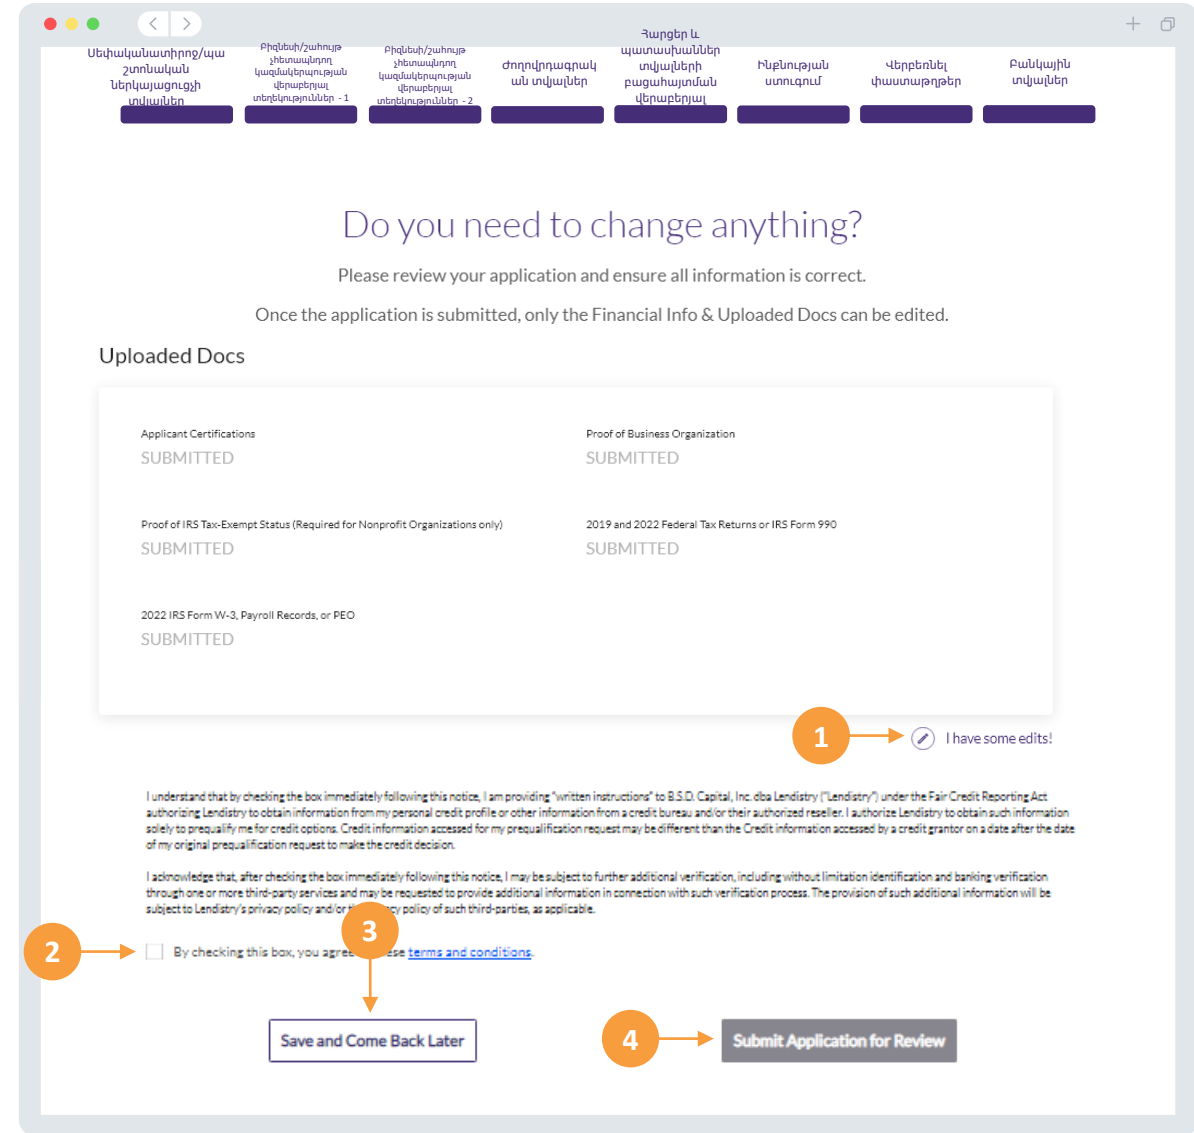 Սեփականատիրոջ/պա
շտոնական
ներկայացուցչի
տվյալներ
Բիզնեսի/շահույթ
չհետապնդող
կազմակերպության
վերաբերյալ
տեղեկություններ - 1
Բիզնեսի/շահույթ
չհետապնդող
կազմակերպության
վերաբերյալ
տեղեկություններ - 2
Ժողովրդագրակ
ան տվյալներ
Հարցեր և
պատասխաններ
տվյալների
բացահայտման
վերաբերյալ
Ինքնության
ստուգում
Վերբեռնել
փաստաթղթեր
Բանկային
տվյալներ
Do you need to change anything?
Please review your application and ensure all information is correct.
Once the application is submitted, only the Financial Info & Uploaded Docs can be edited.
Uploaded Docs
Applicant Certifications
SUBMITTED
Proof of Business Organization
SUBMITTED
Proof of IRS Tax-Exempt Status (Required for Nonprofit Organizations only)
SUBMITTED
2019 and 2022 Federal Tax Returns or IRS Form 990
SUBMITTED
2022 IRS Form W-3, Payroll Records, or PEO
SUBMITTED
1
I have some edits!
I understand that by checking the box immediately following this notice, I am providing "written instructions" to B.S.D. Capital, Inc. dba Lendistry ("Lendistry") under the Fair Credit Reporting Act
authorizing Lendistry to obtain information from my personal credit profile or other information from a credit bureau and/or their authorized reseller. I authorize Lendistry to obtain such information
solely to prequalify me for credit options. Credit information accessed for my prequalification request may be different than the Credit information accessed by a credit grantor on a date after the date
of my original prequalification request to make the credit decision.
I acknowledge that, after checking the box immediately following this notice, I may be subject to further additional verification, including without limitation identification and banking verification
through one or more third-party services and may be requested to provide additional information in connection with such verification process. The provision of such additional information will be
subject to Lendistry's privacy policy and/or cy policy of such third-parties, as applicable.
3
2
By checking this box, you agre ese terms and conditions.
Save and Come Back Later
4
Submit Application for Review